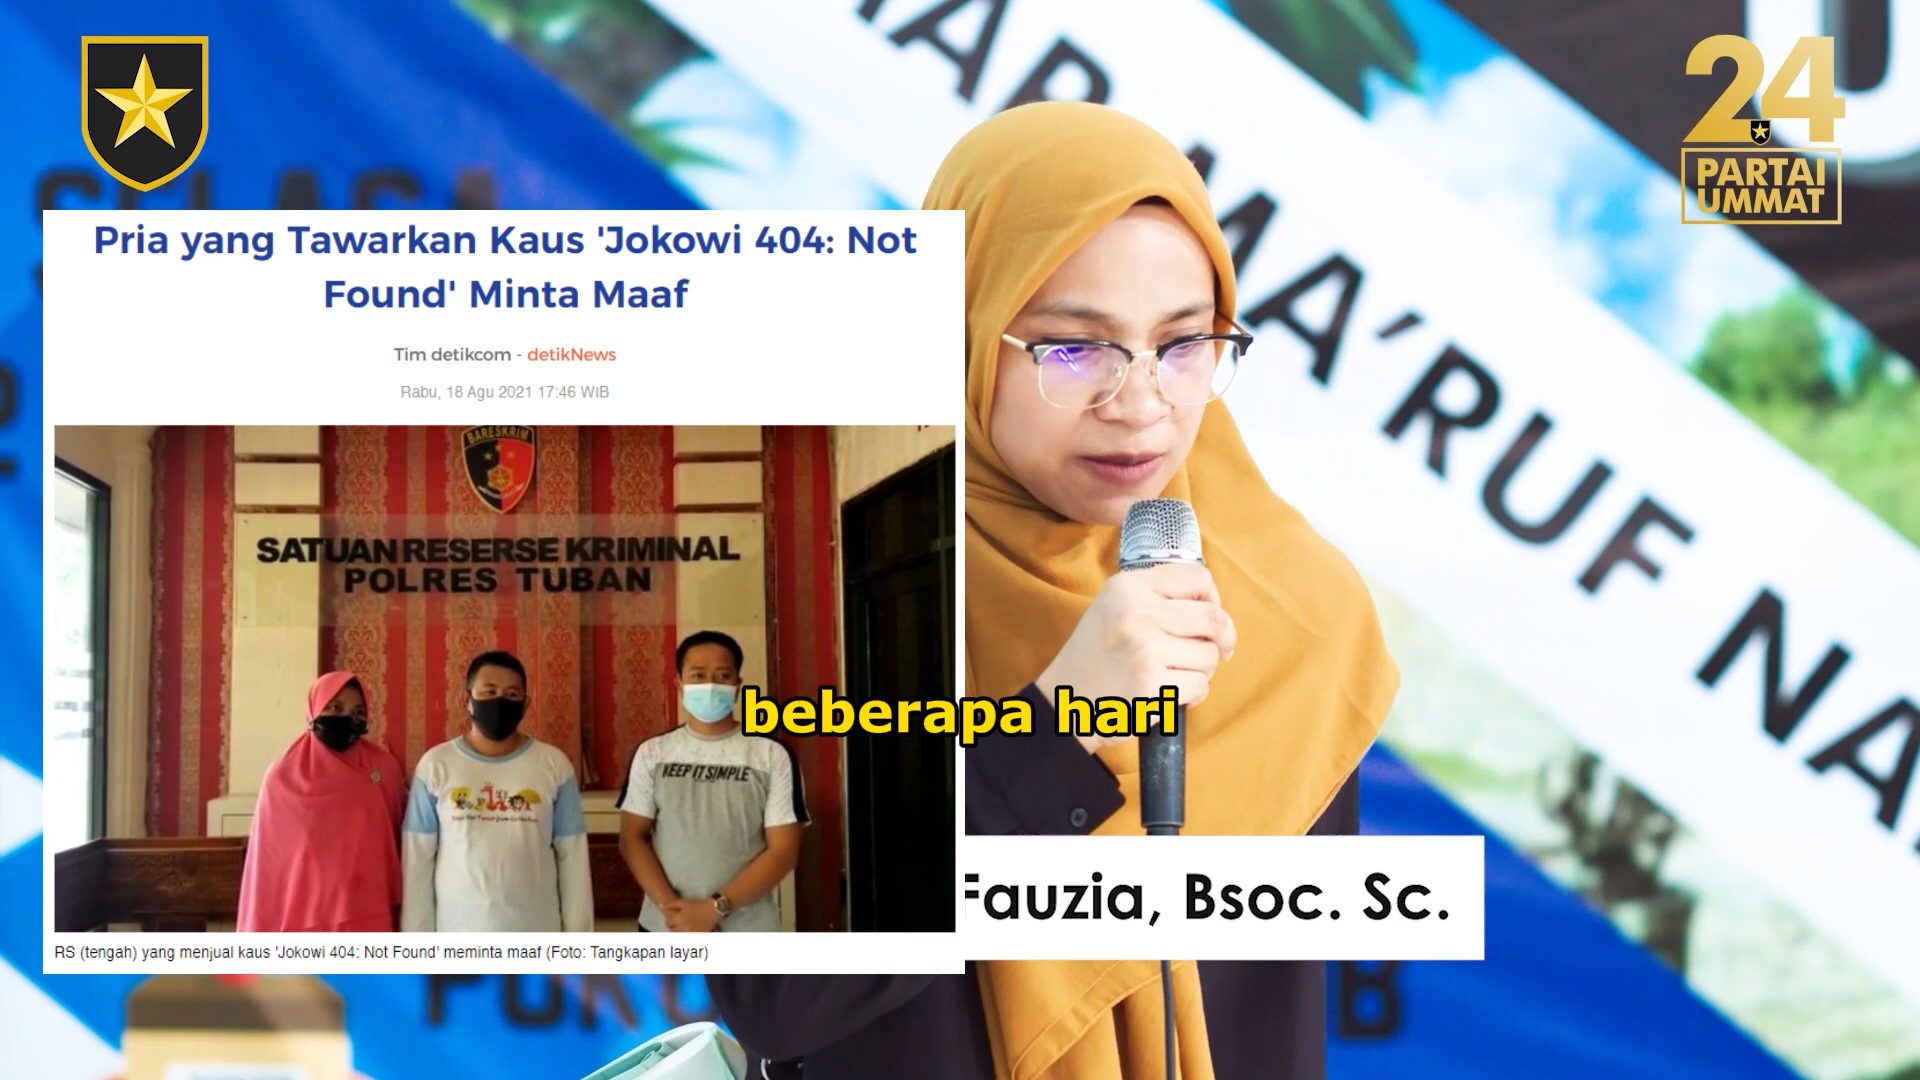 24
PARTAI
UMMAT
Pria yang Tawarkan Kaus 'Jokowi 404: Not
Found' Minta Maaf
Tim detikcom - detikNews
Rabu, 18 Agu 2021 17:46 WIB
BARESKRIM
SATUAN RESERSE KRIMINAL
POLRES TUBAN
KEEP IT SIMPLE
RS (tengah) yang menjual kaus 'Jokowi 404: Not Found' meminta maaf (Foto: Tangkapan layar)
MA'RUF NA
beberapa hari
Fauzia, Bsoc. Sc.